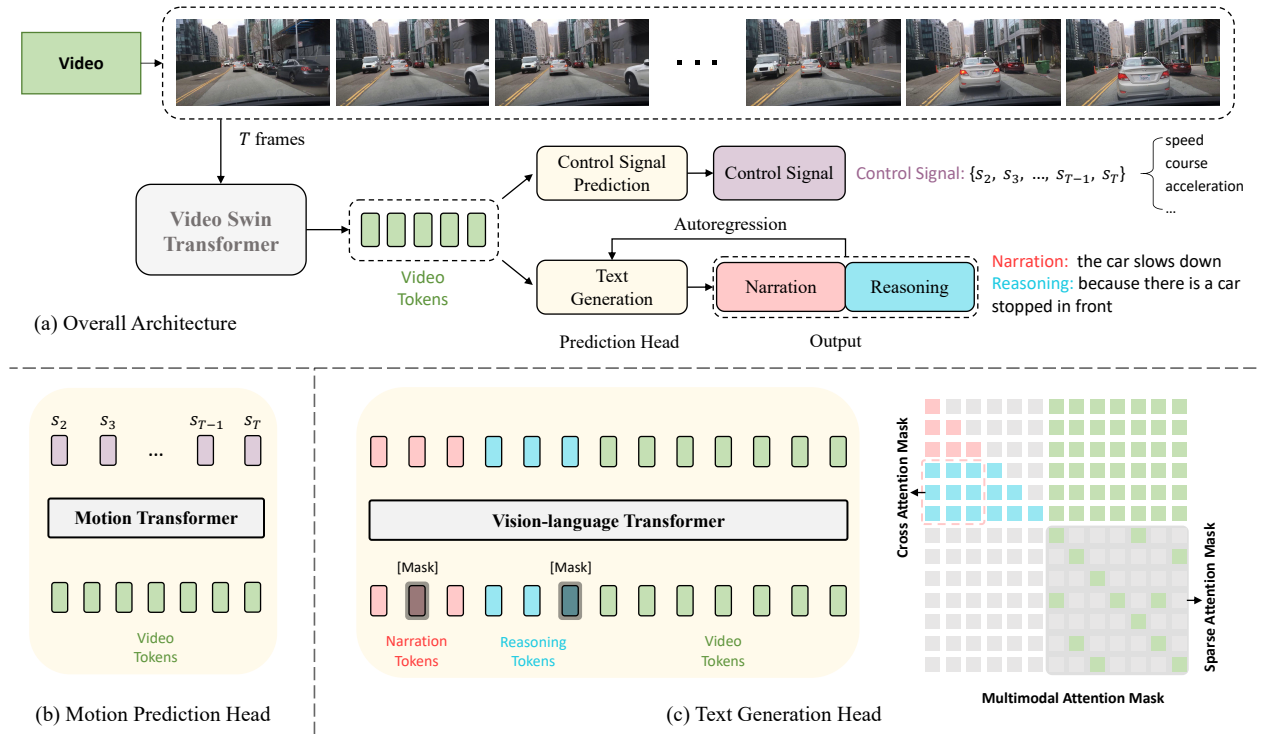 Video
T frames
Video Swin
Transformer
Video
Tokens
Control Signal
Prediction
Control Signal
Control Signal: {s₂, s₃, …, s_{T−1}, s_T}
speed
course
acceleration
...
Autoregression
Text
Generation
Narration
Reasoning
Narration: the car slows down
Reasoning: because there is a car
stopped in front
Prediction Head
Output
(a) Overall Architecture
s₂ s₃ s_{T−1} s_T
...
Motion Transformer
Video
Tokens
(b) Motion Prediction Head
Vision-language Transformer
[Mask] [Mask]
Narration
Tokens
Reasoning
Tokens
Video
Tokens
Cross Attention Mask
Sparse Attention Mask
Multimodal Attention Mask
(c) Text Generation Head